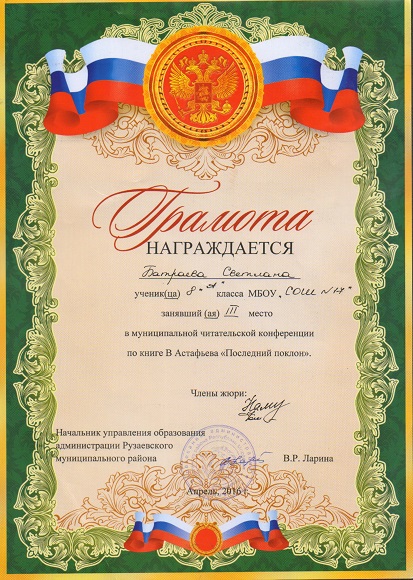 Грамота
НАГРАЖДАЕТСЯ
Батраева Светлана
ученик(ца) 8 "А" класса МБОУ „СОШ №17"
занявший (ая) III место
в муниципальной читательской конференции
по книге В Астафьева «Последний поклон».
Члены жюри:
Начальник управления образования
администрации Рузаевского
муниципального района В.Р. Ларина
Апрель, 2016 г.